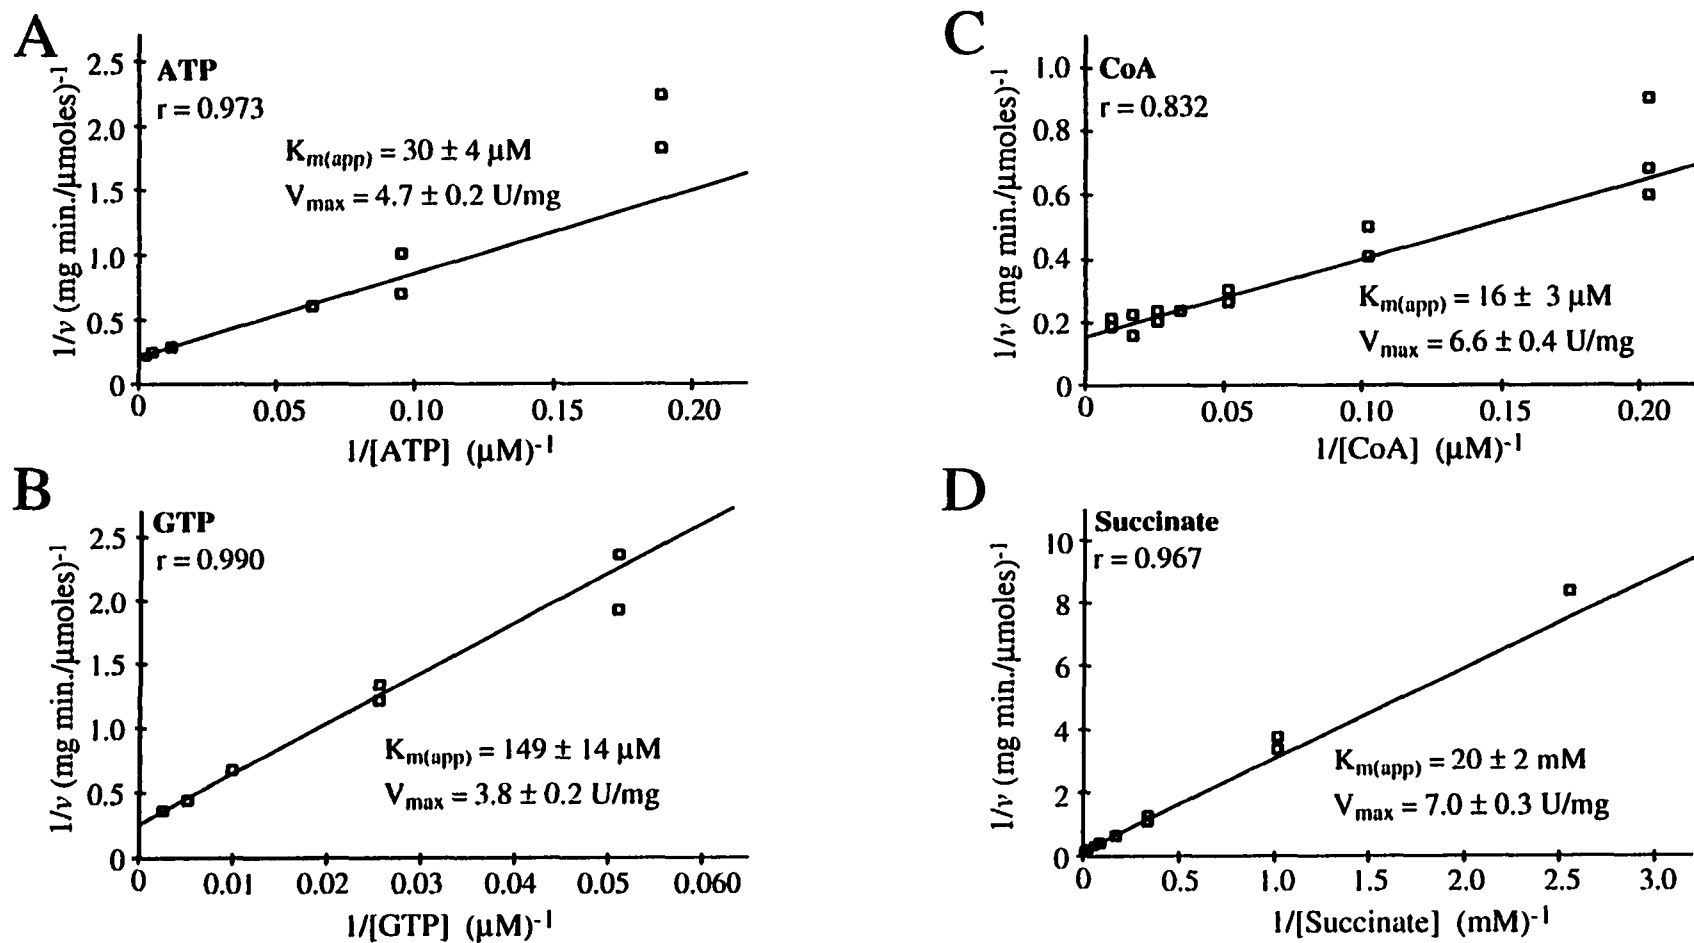 A
ATP
r = 0.973
K_m(app) = 30 ± 4 μM
V_max = 4.7 ± 0.2 U/mg
1/v (mg min./μmoles)⁻¹
2.5
2.0
1.5
1.0
0.5
0
0 0.05 0.10 0.15 0.20
1/[ATP] (μM)⁻¹
B
GTP
r = 0.990
K_m(app) = 149 ± 14 μM
V_max = 3.8 ± 0.2 U/mg
1/v (mg min./μmoles)⁻¹
2.5
2.0
1.5
1.0
0.5
0
0 0.01 0.02 0.03 0.04 0.05 0.060
1/[GTP] (μM)⁻¹
C
CoA
r = 0.832
K_m(app) = 16 ± 3 μM
V_max = 6.6 ± 0.4 U/mg
1/v (mg min./μmoles)⁻¹
1.0
0.8
0.6
0.4
0.2
0
0 0.05 0.10 0.15 0.20
1/[CoA] (μM)⁻¹
D
Succinate
r = 0.967
K_m(app) = 20 ± 2 mM
V_max = 7.0 ± 0.3 U/mg
1/v (mg min./μmoles)⁻¹
10
8
6
4
2
0
0 0.5 1.0 1.5 2.0 2.5 3.0
1/[Succinate] (mM)⁻¹